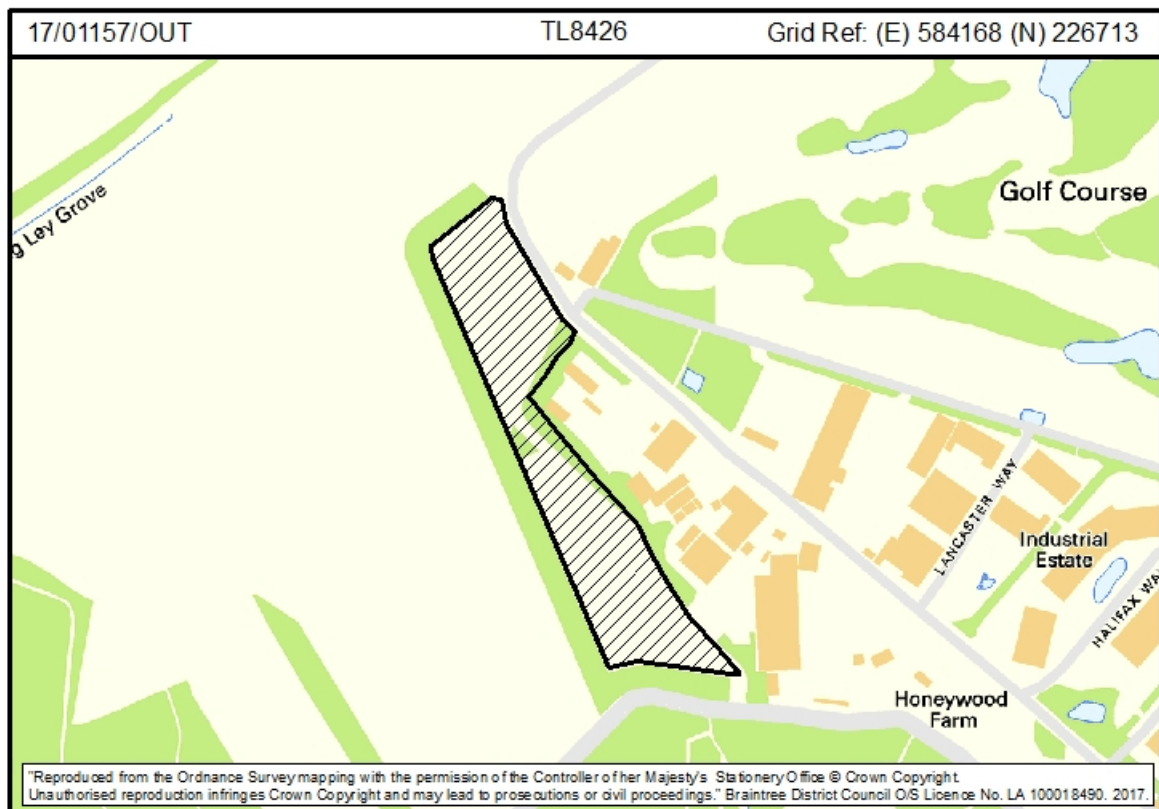 17/01157/OUT TL8426 Grid Ref: (E) 584168 (N) 226713
Golf Course
g Ley Grove
LANCASTER WAY
Industrial
Estate
HALIFAX WAY
Honeywood
Farm
"Reproduced from the Ordnance Survey mapping with the permission of the Controller of her Majesty's Stationery Office © Crown Copyright.
Unauthorised reproduction infringes Crown Copyright and may lead to prosecutions or civil proceedings." Braintree District Council O/S Licence No. LA 100018490. 2017.